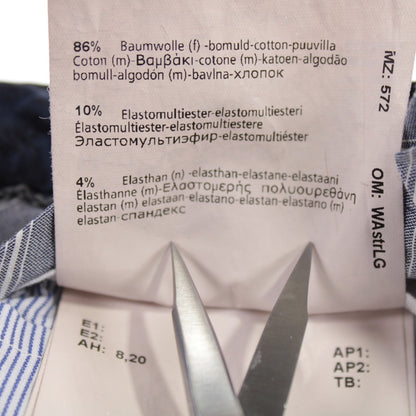 86% Baumwolle (f) -bomuld-cotton-puuvilla
Coton (m)-Βαμβάκι-cotone (m)-katoen-algodão
bomull-algodón (m)-bavlna-хлопок
10% Elastomultiester-elastomultiesteri
Élastomultiester-elastomultiestere
Эластомультиэфир-elastomultiéster
4% Elasthan (n) -elasthan-elastane-elastaani
Élasthanne (m)-Ελαστομερής πολυουρεθάνη
elastan (m) elastaan-elastano-elastan-elastano (m)
elastan-спандекс
MZ: 572
OM: WAstrLG
E1:
E2:
AH: 8,20
AP1:
AP2:
TB: